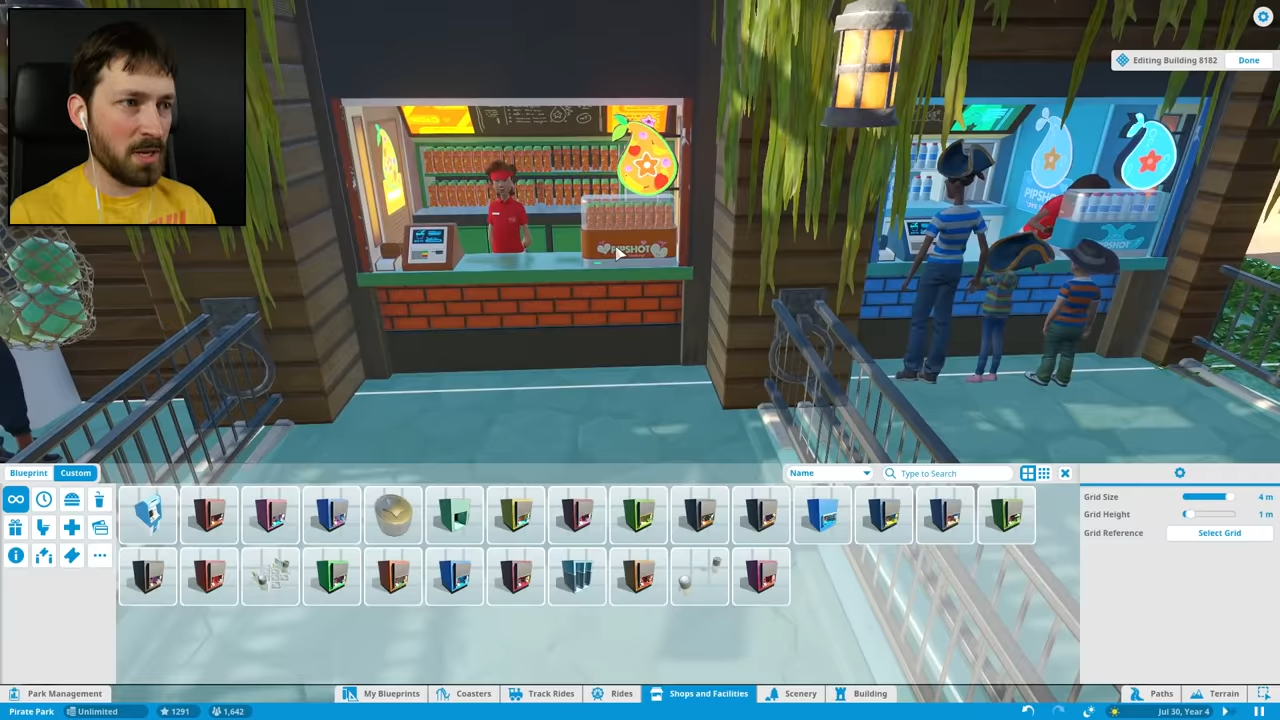 Editing Building 8182
Done
PIPSHOT
PIPSHOT
PIPSHOT
Blueprint
Custom
Name
Type to Search
Grid Size
4 m
Grid Height
1 m
Grid Reference
Select Grid
Park Management
My Blueprints
Coasters
Track Rides
Rides
Shops and Facilities
Scenery
Building
Paths
Terrain
Pirate Park
Unlimited
1291
1,642
Jul 30, Year 4